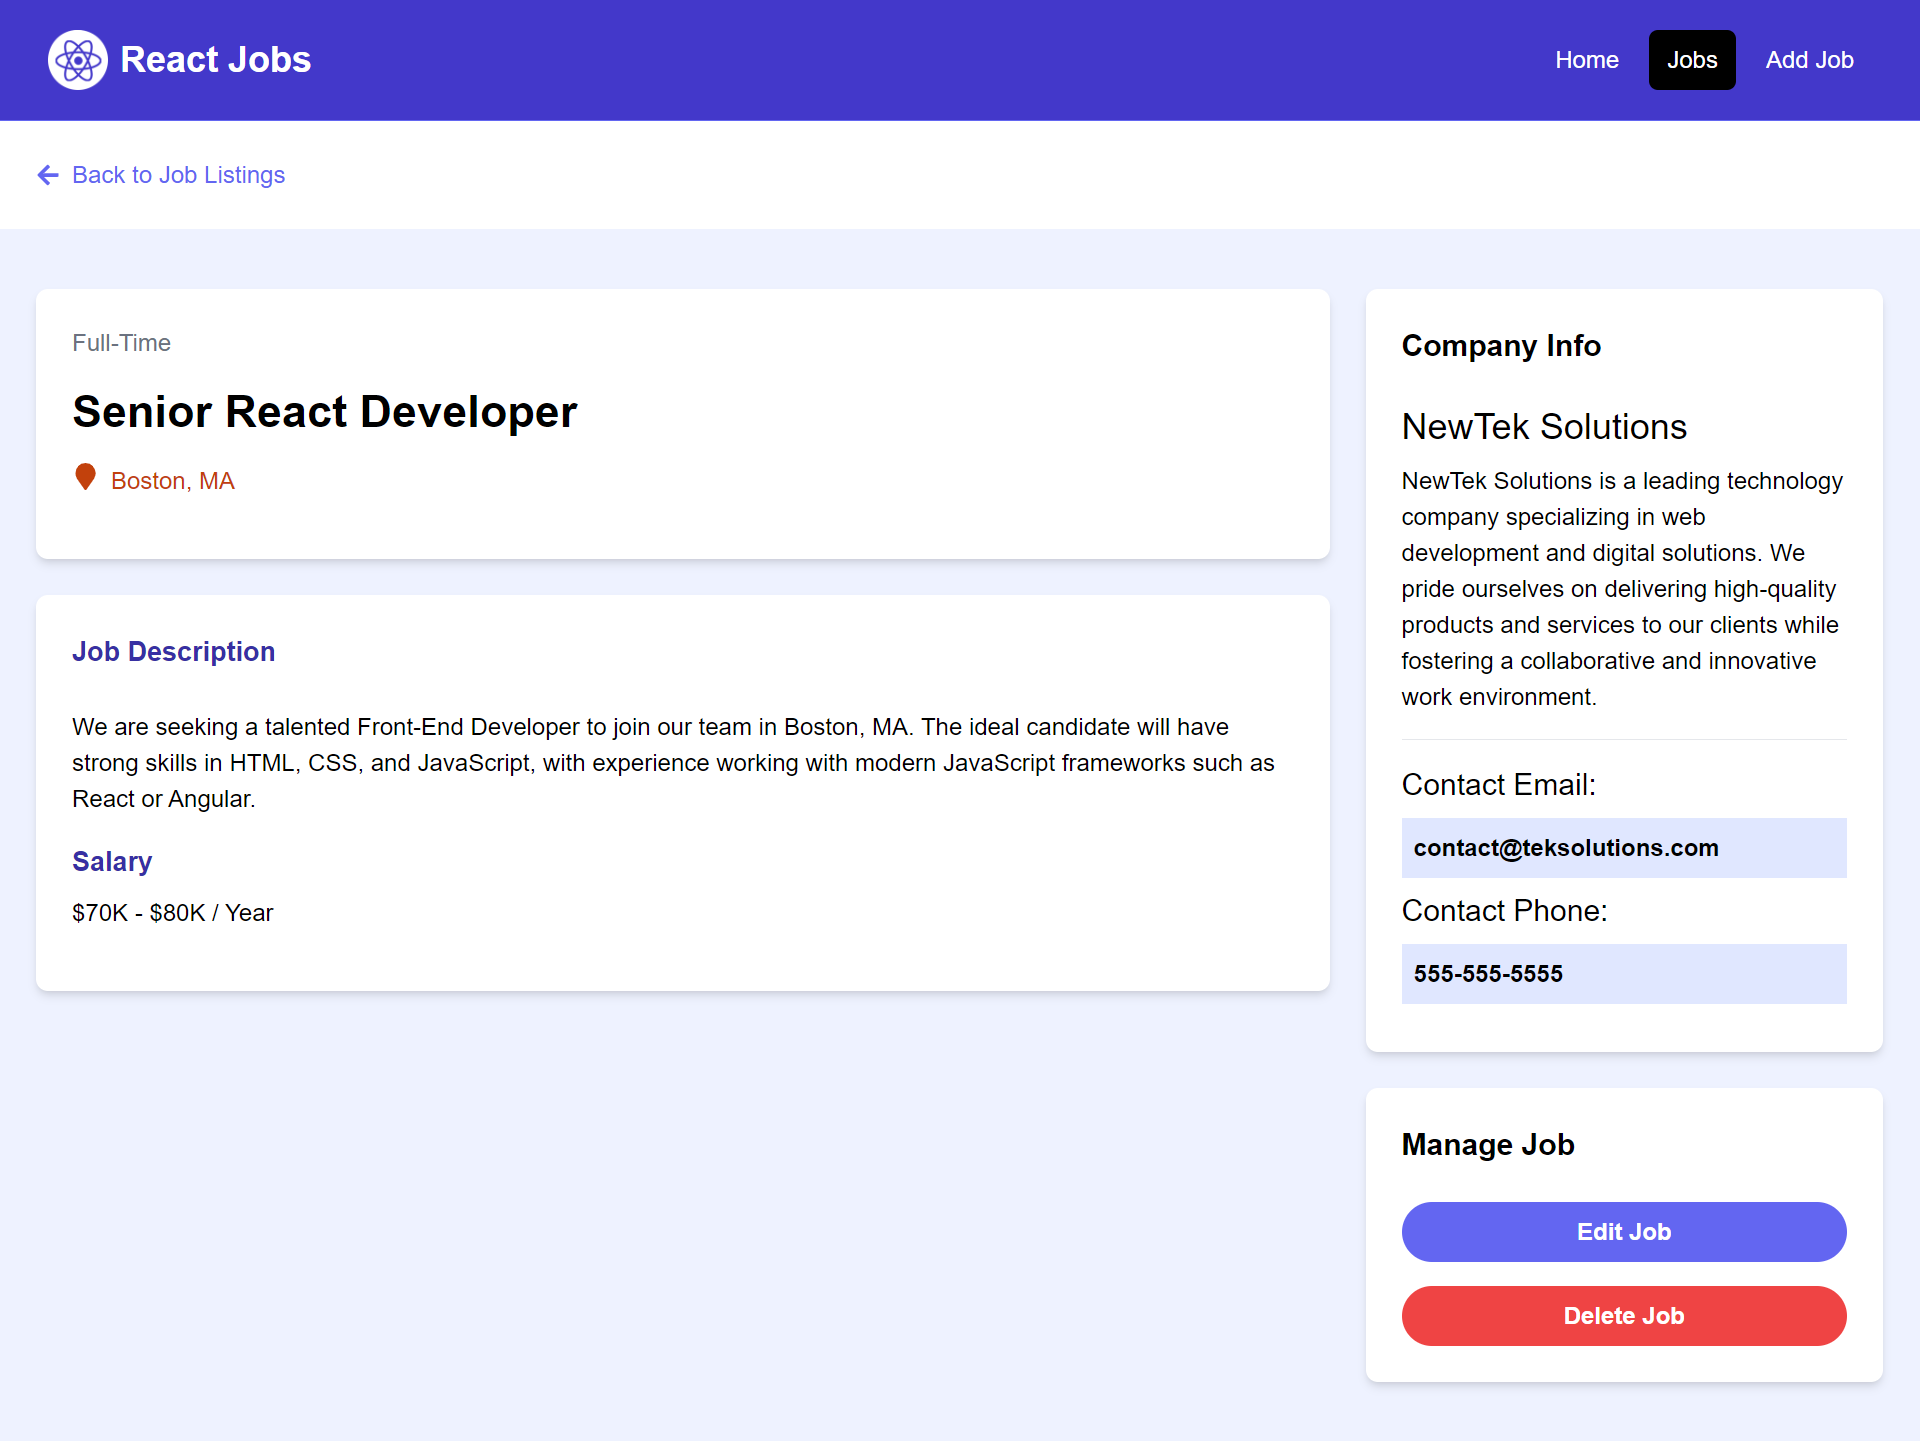 React Jobs
Home
Jobs
Add Job
Back to Job Listings
Full-Time
Senior React Developer
Boston, MA
Job Description
We are seeking a talented Front-End Developer to join our team in Boston, MA. The ideal candidate will have
strong skills in HTML, CSS, and JavaScript, with experience working with modern JavaScript frameworks such as
React or Angular.
Salary
$70K - $80K / Year
Company Info
NewTek Solutions
NewTek Solutions is a leading technology
company specializing in web
development and digital solutions. We
pride ourselves on delivering high-quality
products and services to our clients while
fostering a collaborative and innovative
work environment.
Contact Email:
contact@teksolutions.com
Contact Phone:
555-555-5555
Manage Job
Edit Job
Delete Job